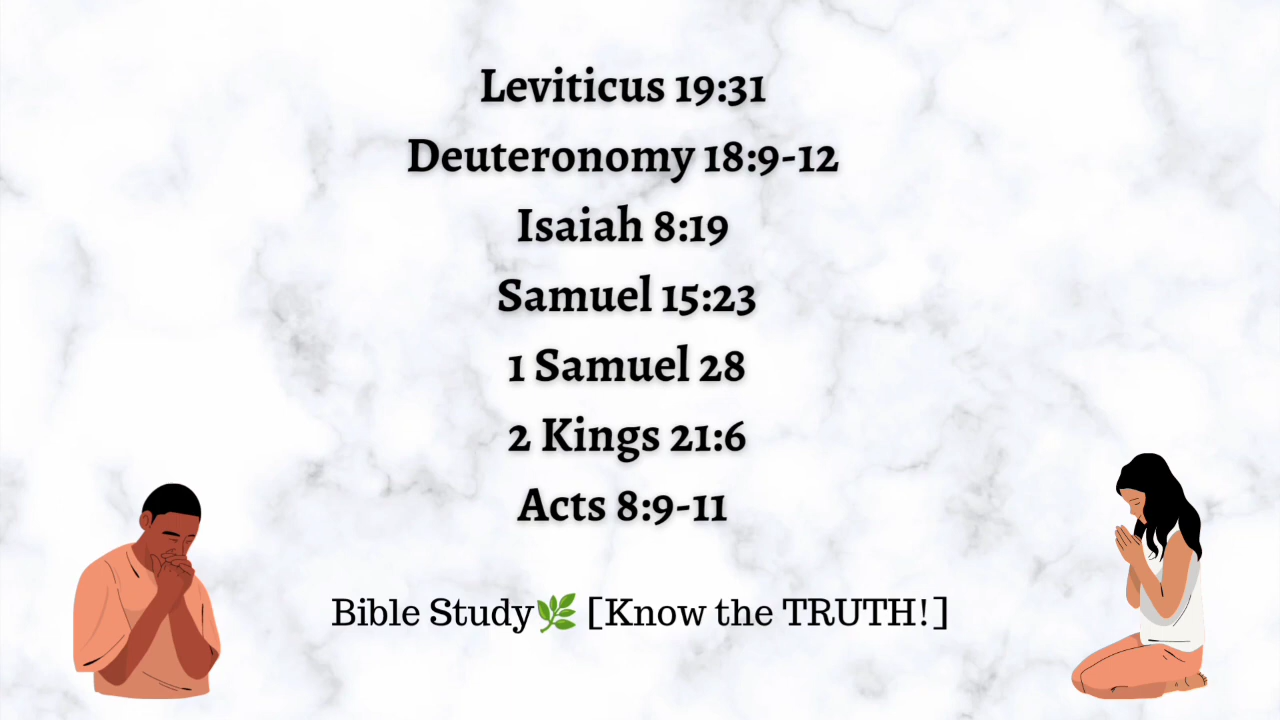 Leviticus 19:31
Deuteronomy 18:9-12
Isaiah 8:19
Samuel 15:23
1 Samuel 28
2 Kings 21:6
Acts 8:9-11
Bible Study🌿 [Know the TRUTH!]